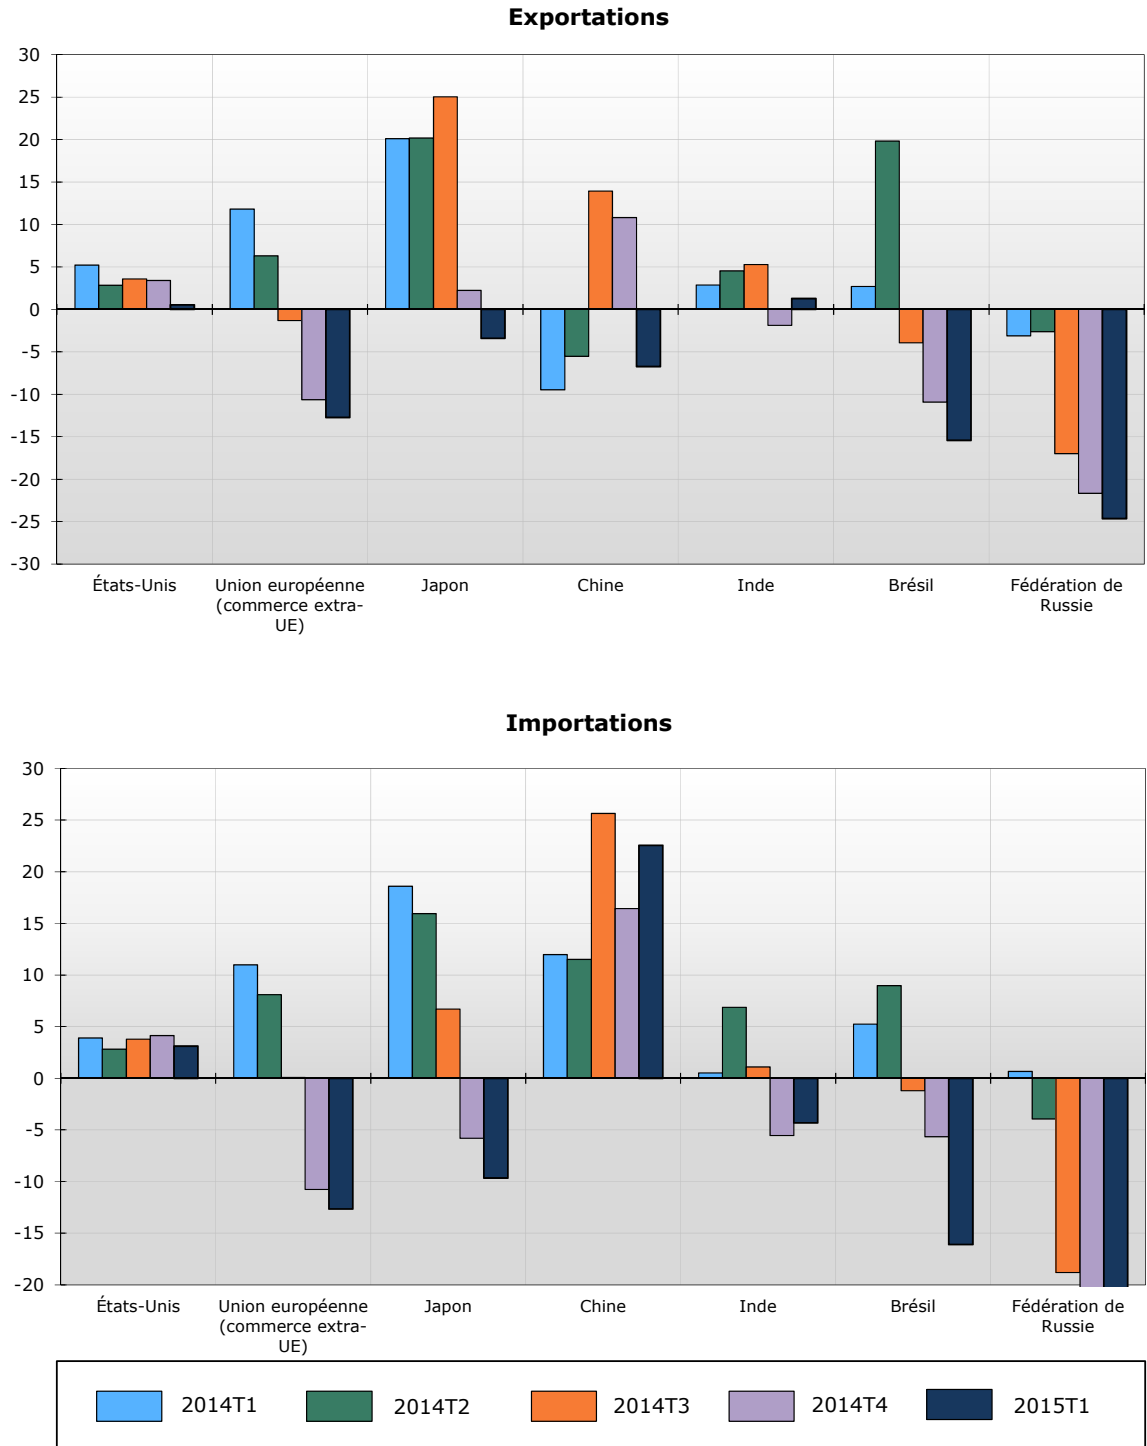 Exportations
30
25
20
15
10
5
0
-5
-10
-15
-20
-25
-30
États-Unis
Union européenne
(commerce extra-
UE)
Japon
Chine
Inde
Brésil
Fédération de
Russie
Importations
30
25
20
15
10
5
0
-5
-10
-15
-20
États-Unis
Union européenne
(commerce extra-
UE)
Japon
Chine
Inde
Brésil
Fédération de
Russie
2014T1
2014T2
2014T3
2014T4
2015T1